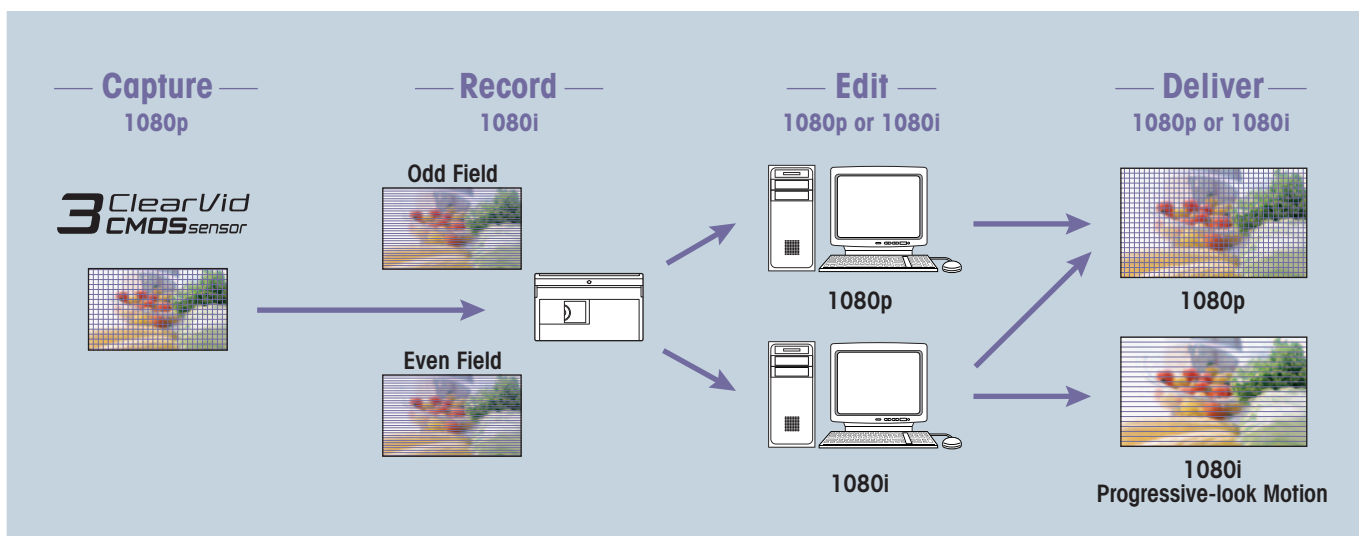 Capture
1080p
3 ClearVid
CMOS sensor
Record
1080i
Odd Field
Even Field
Edit
1080p or 1080i
1080p
1080i
Deliver
1080p or 1080i
1080p
1080i
Progressive-look Motion